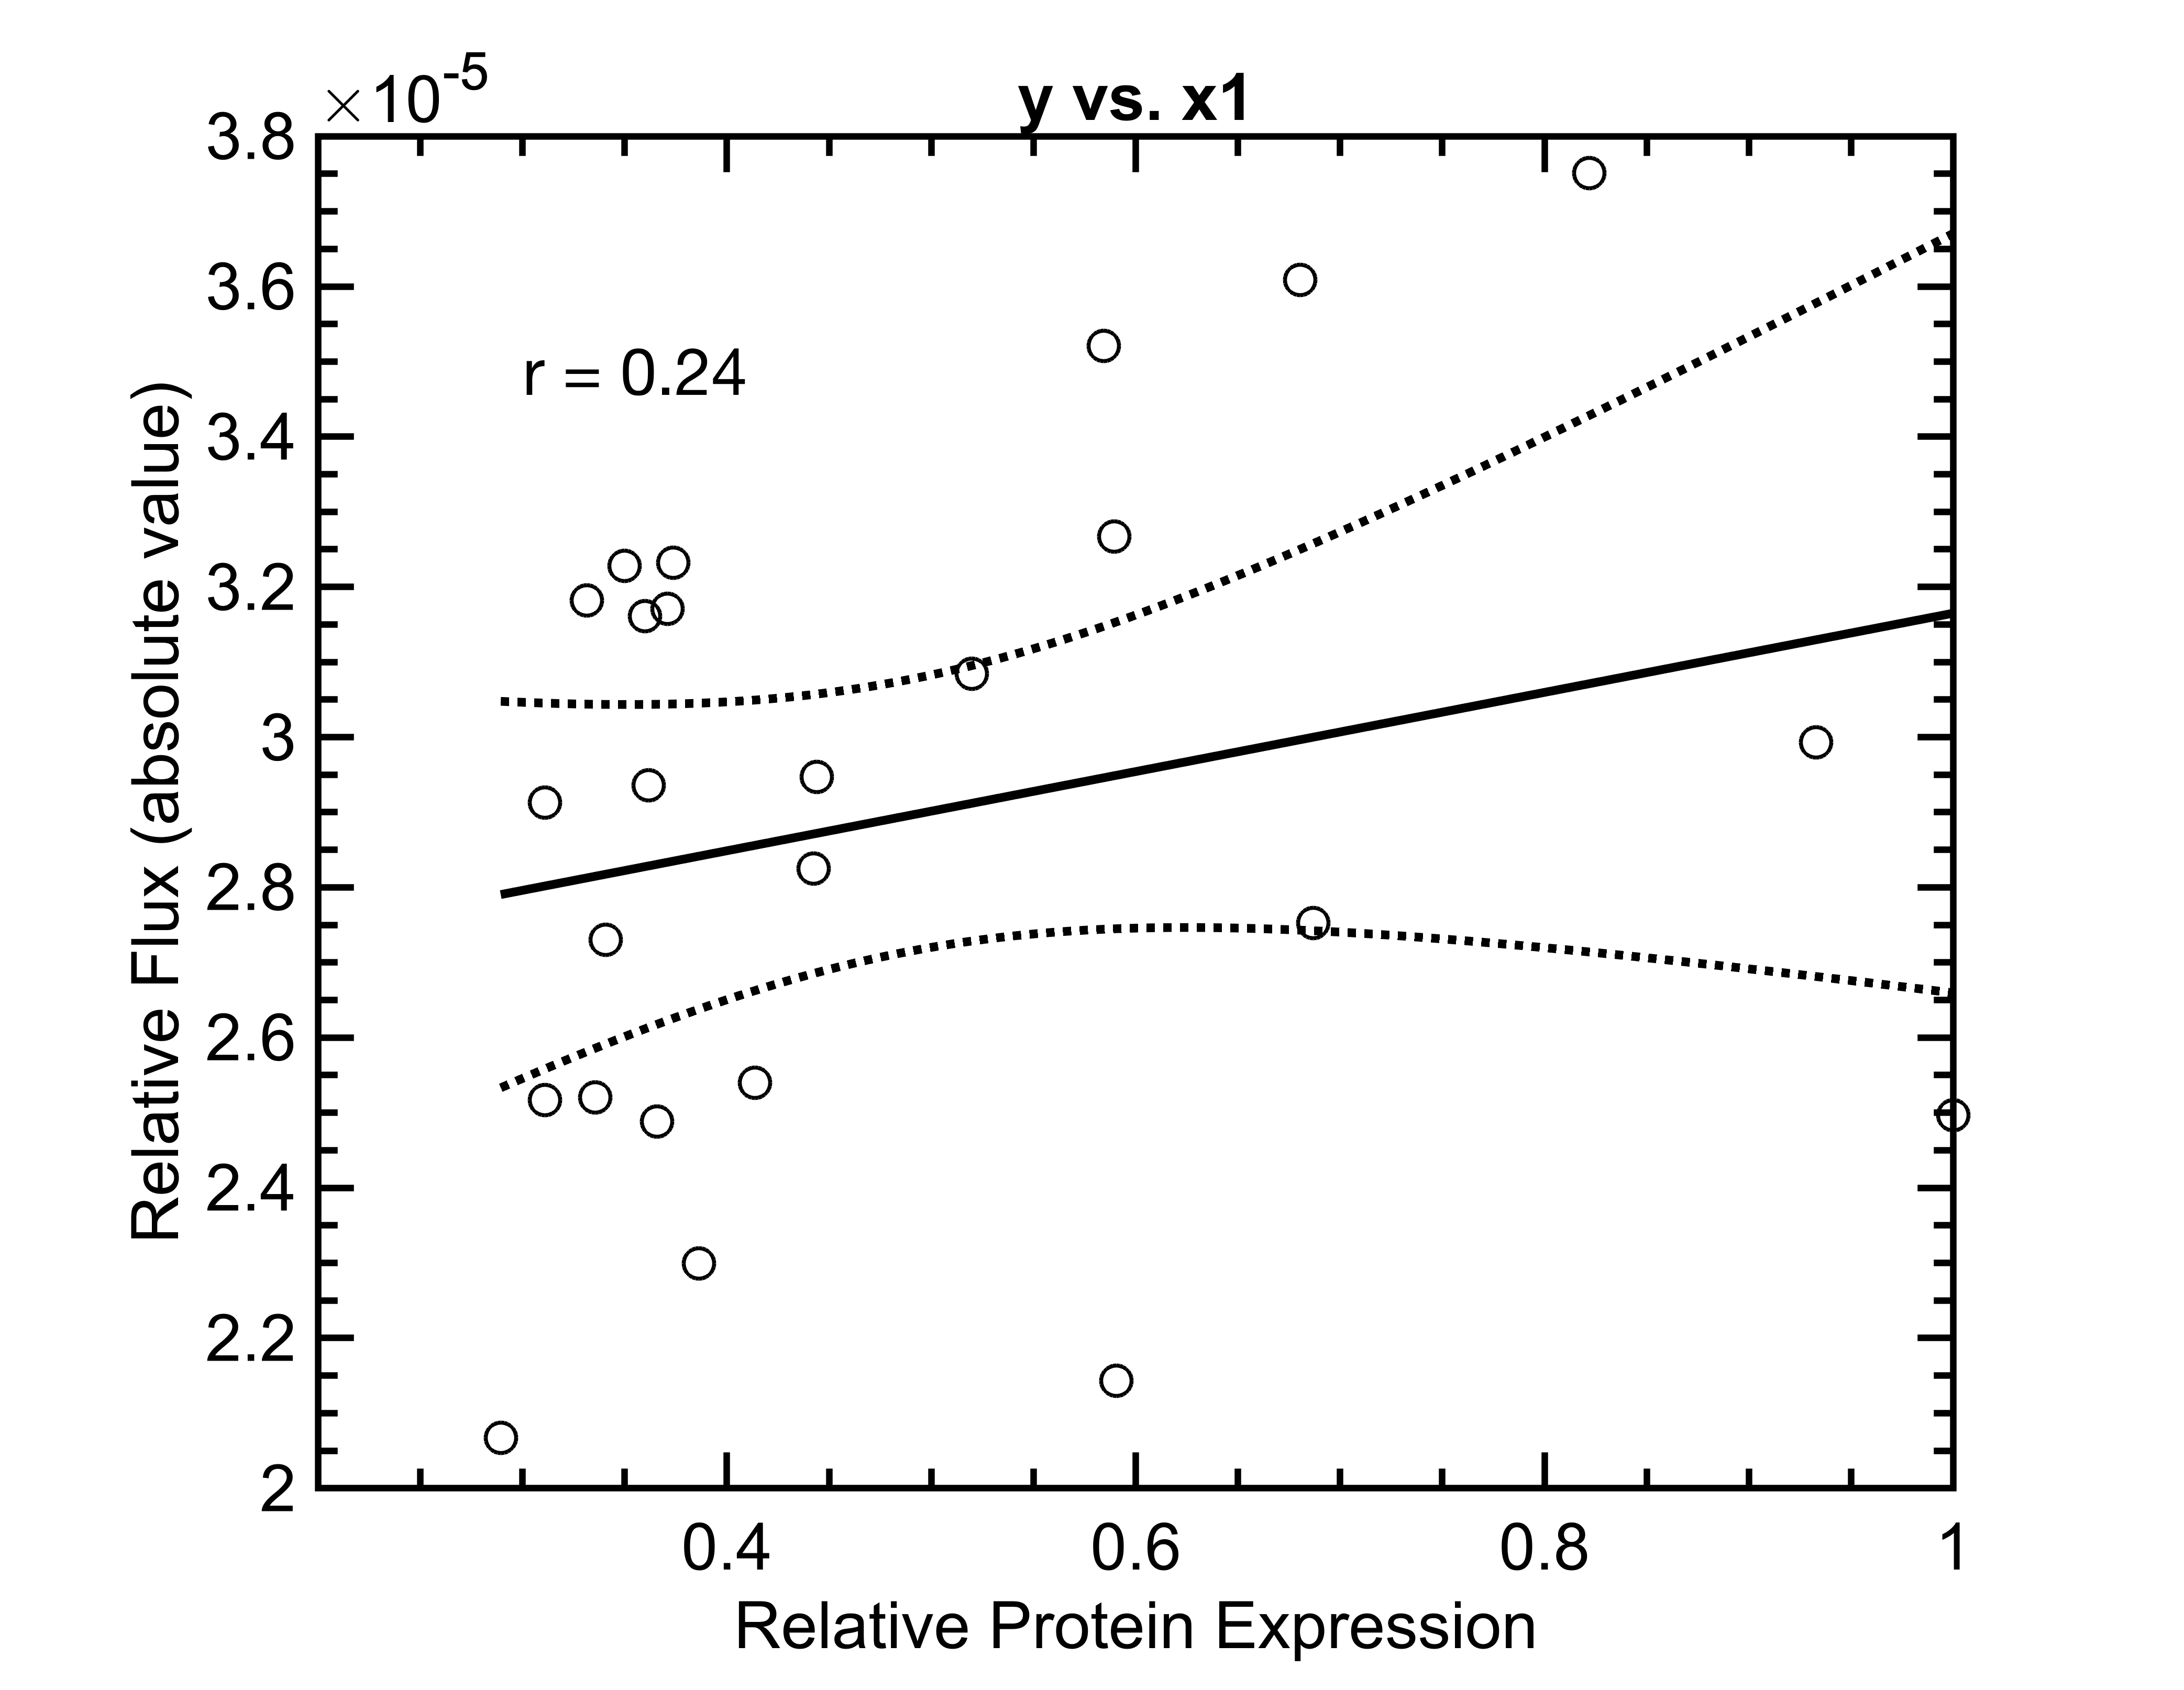 ×10-5
y vs. x1
3.8
3.6
3.4
3.2
3
2.8
2.6
2.4
2.2
2
r = 0.24
Relative Flux (absolute value)
0.4 0.6 0.8 1
Relative Protein Expression